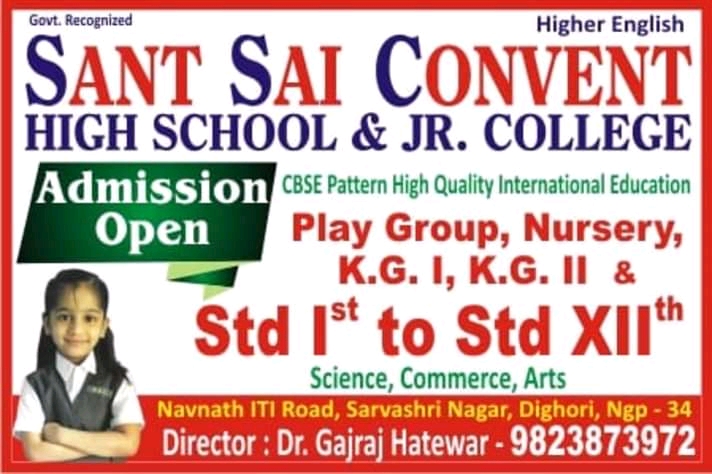 Govt. Recognized
Higher English
SANT SAI CONVENT
HIGH SCHOOL & JR. COLLEGE
Admission
Open
CBSE Pattern High Quality International Education
Play Group, Nursery,
K.G. I, K.G. II &
Std Ist to Std XIIth
Science, Commerce, Arts
Navnath ITI Road, Sarvashri Nagar, Dighori, Ngp - 34
Director : Dr. Gajraj Hatewar - 9823873972